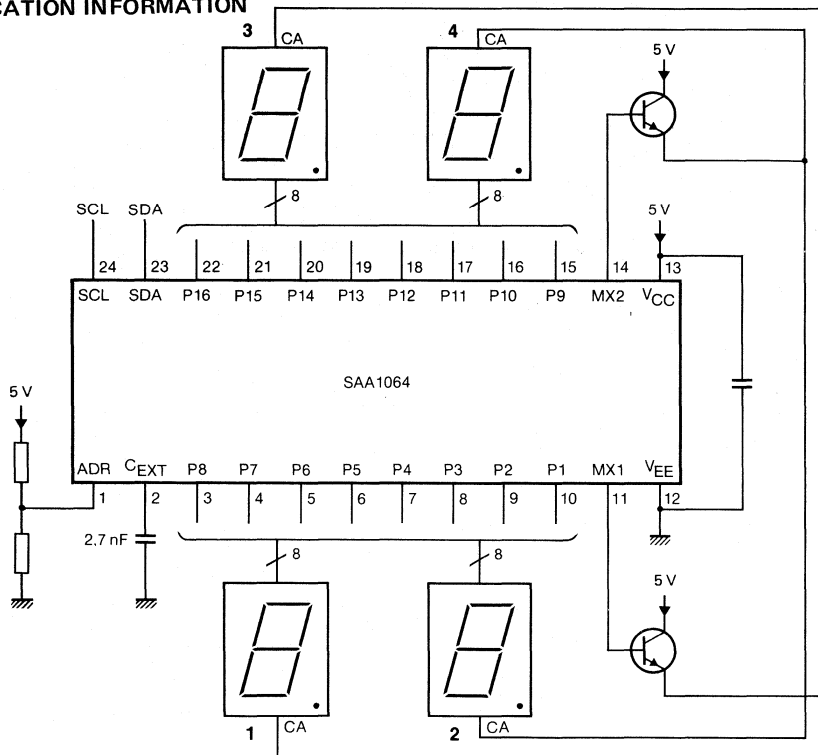 CATION INFORMATION
3 CA 4 CA
5 V
8 8
SCL SDA
5 V
24 23 22 21 20 19 18 17 16 15 14 13
SCL SDA P16 P15 P14 P13 P12 P11 P10 P9 MX2 VCC
SAA1064
5 V
ADR CEXT P8 P7 P6 P5 P4 P3 P2 P1 MX1 VEE
1 2 3 4 5 6 7 8 9 10 11 12
2,7 nF
8 8
5 V
1 CA 2 CA